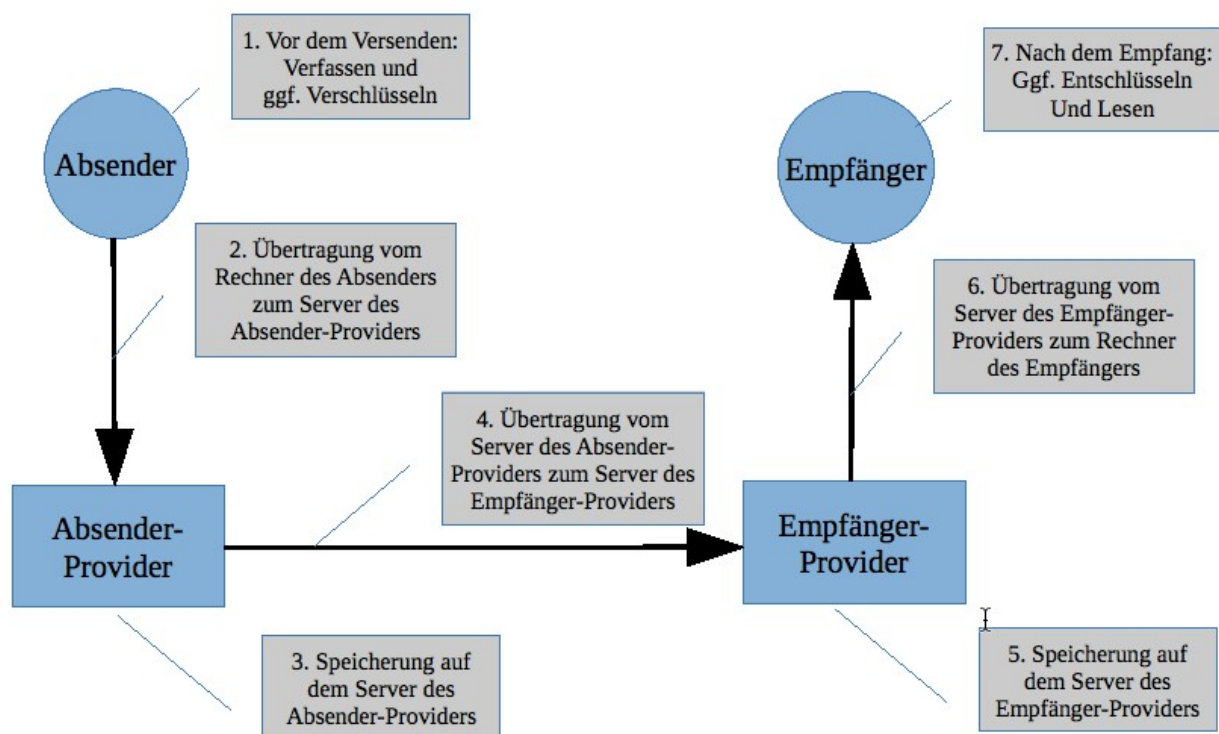 1. Vor dem Versenden:
Verfassen und
ggf. Verschlüsseln
7. Nach dem Empfang:
Ggf. Entschlüsseln
Und Lesen
Absender
Empfänger
2. Übertragung vom
Rechner des Absenders
zum Server des
Absender-Providers
6. Übertragung vom
Server des Empfänger-
Providers zum Rechner
des Empfängers
4. Übertragung vom
Server des Absender-
Providers zum Server des
Empfänger-Providers
Absender-
Provider
Empfänger-
Provider
3. Speicherung auf
dem Server des
Absender-Providers
5. Speicherung auf
dem Server des
Empfänger-Providers